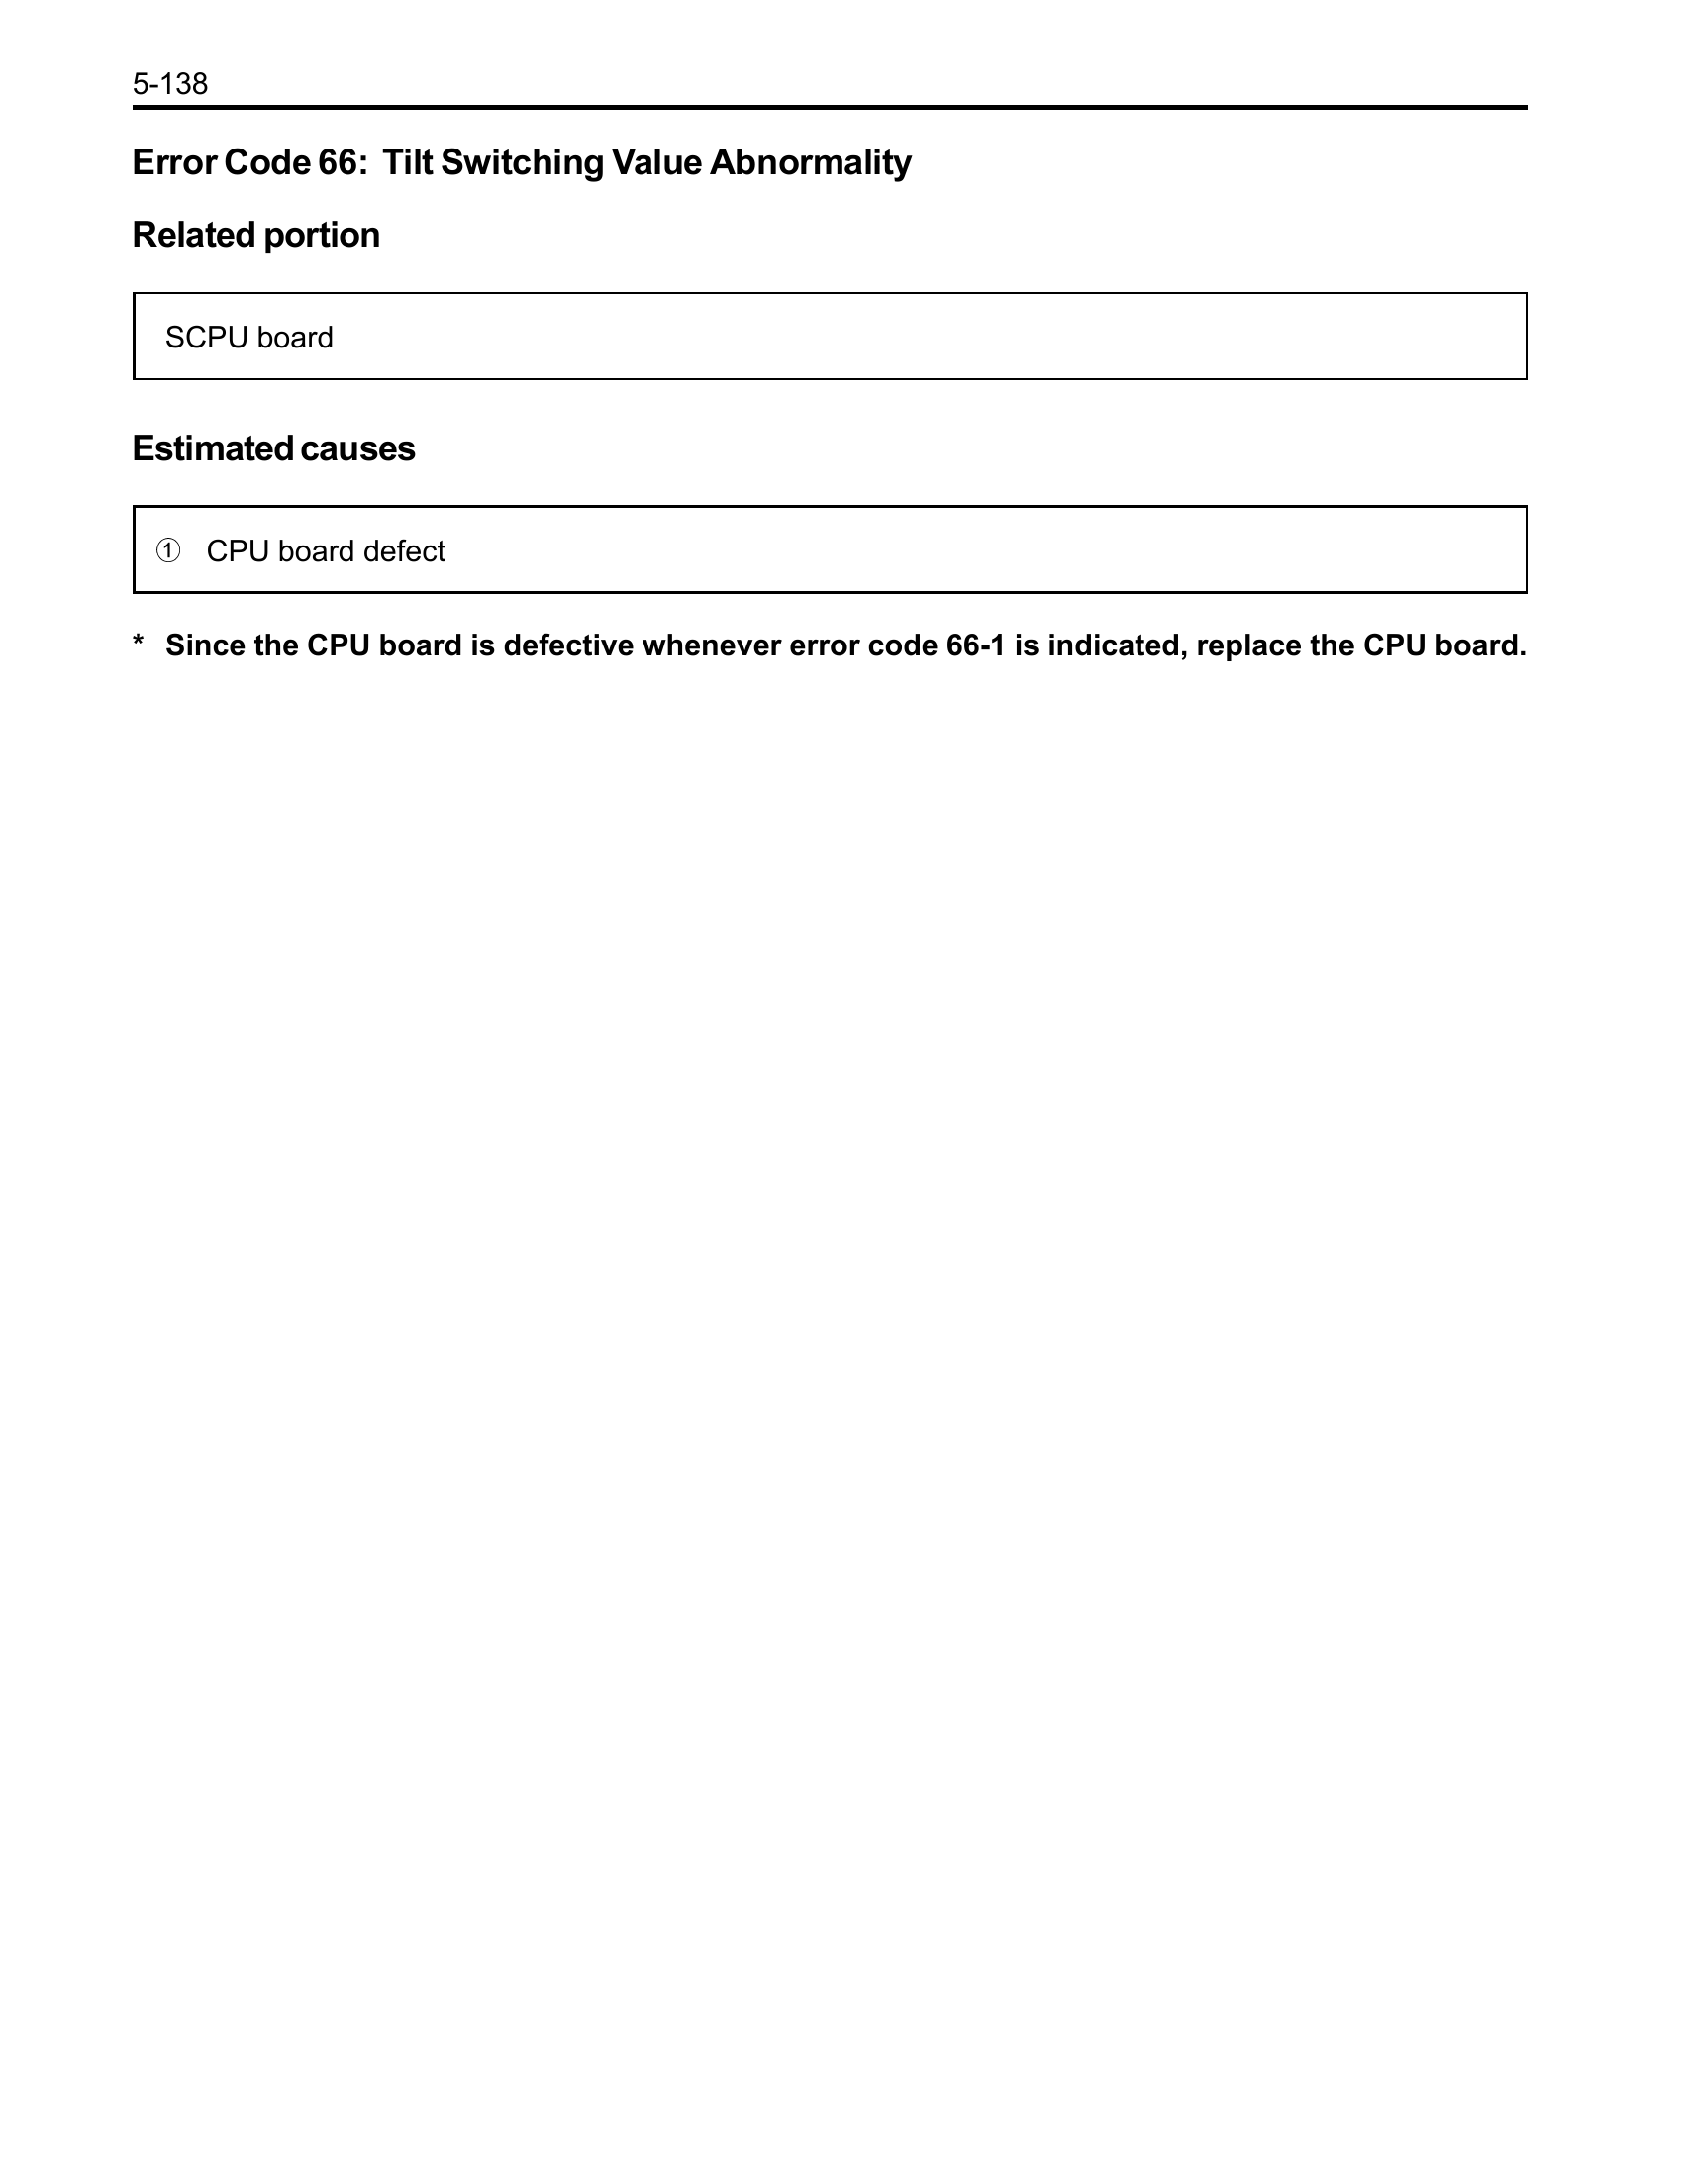 5-138
Error Code 66: Tilt Switching Value Abnormality
Related portion
SCPU board
Estimated causes
① CPU board defect
* Since the CPU board is defective whenever error code 66-1 is indicated, replace the CPU board.